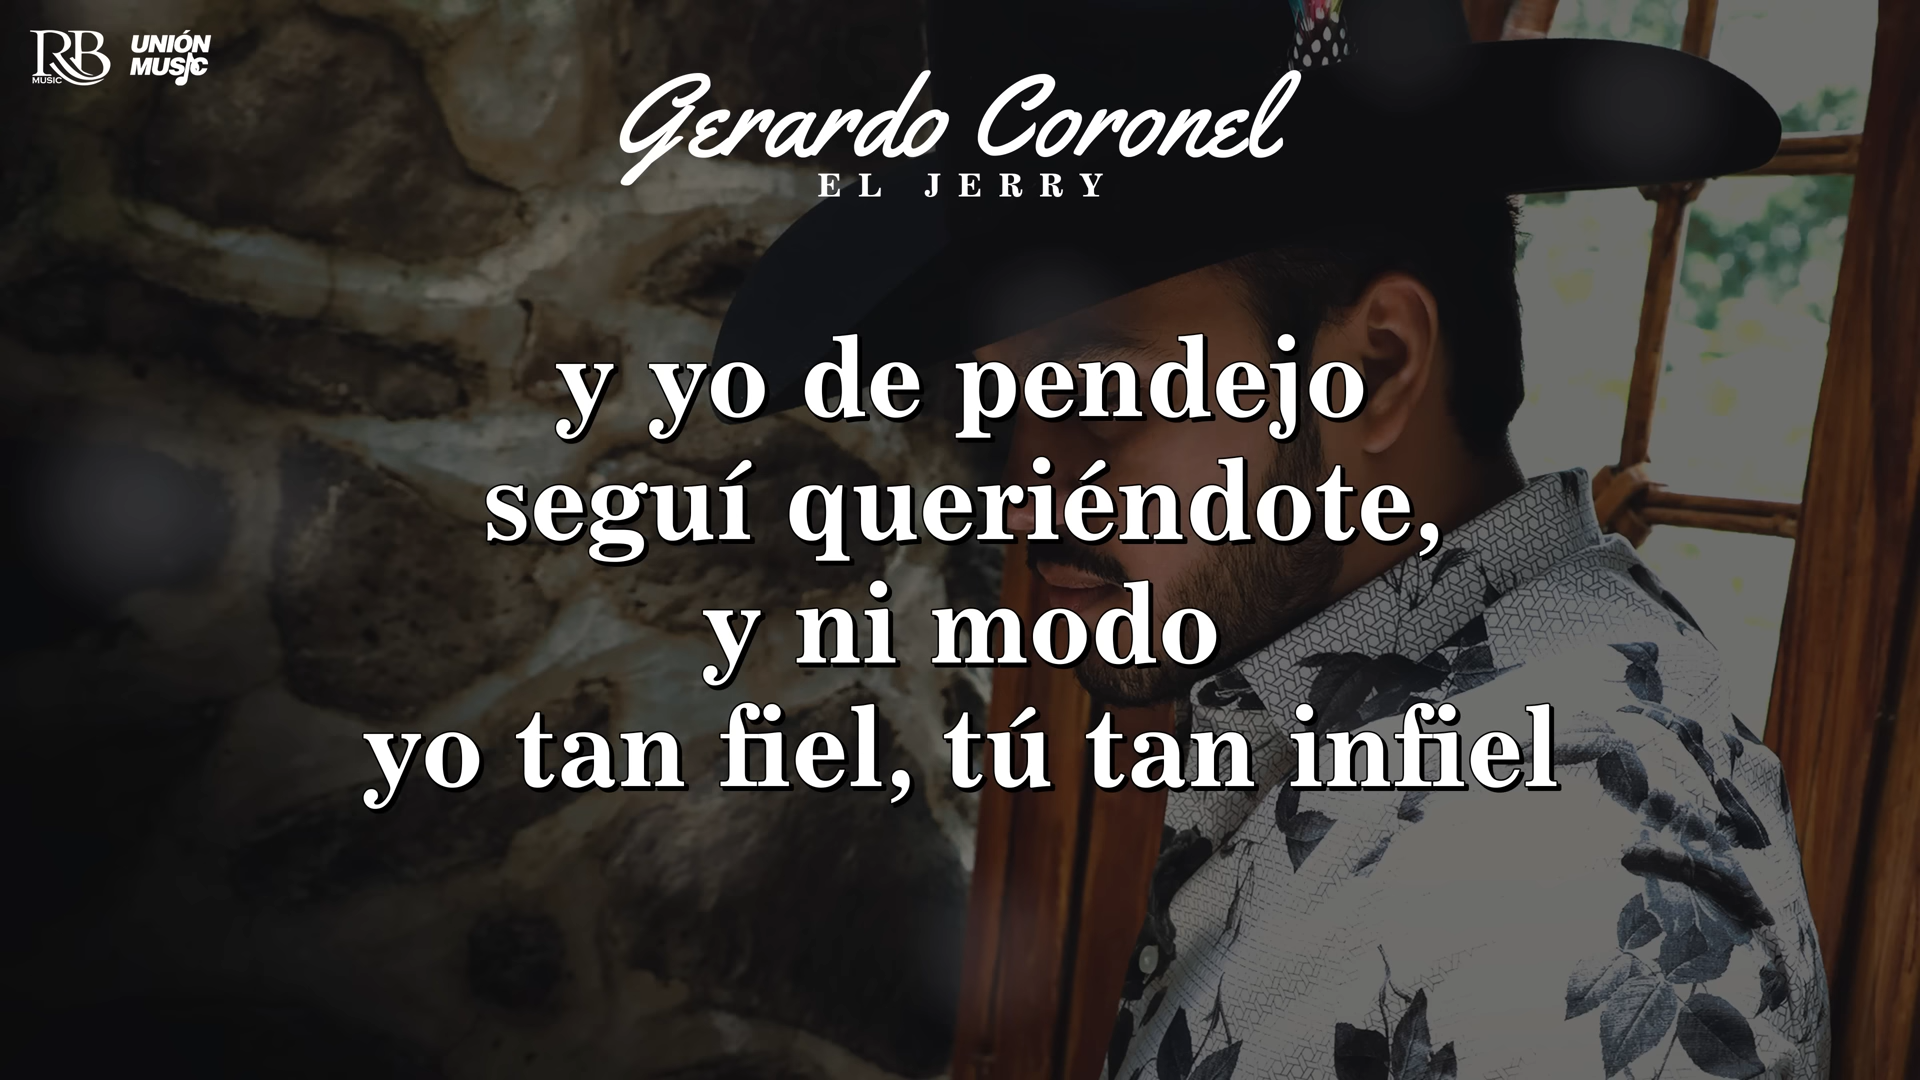 RB
MUSIC
UNIÓN
MUSIC
Gerardo Coronel
EL JERRY
y yo de pendejo
seguí queriéndote,
y ni modo
yo tan fiel, tú tan infiel